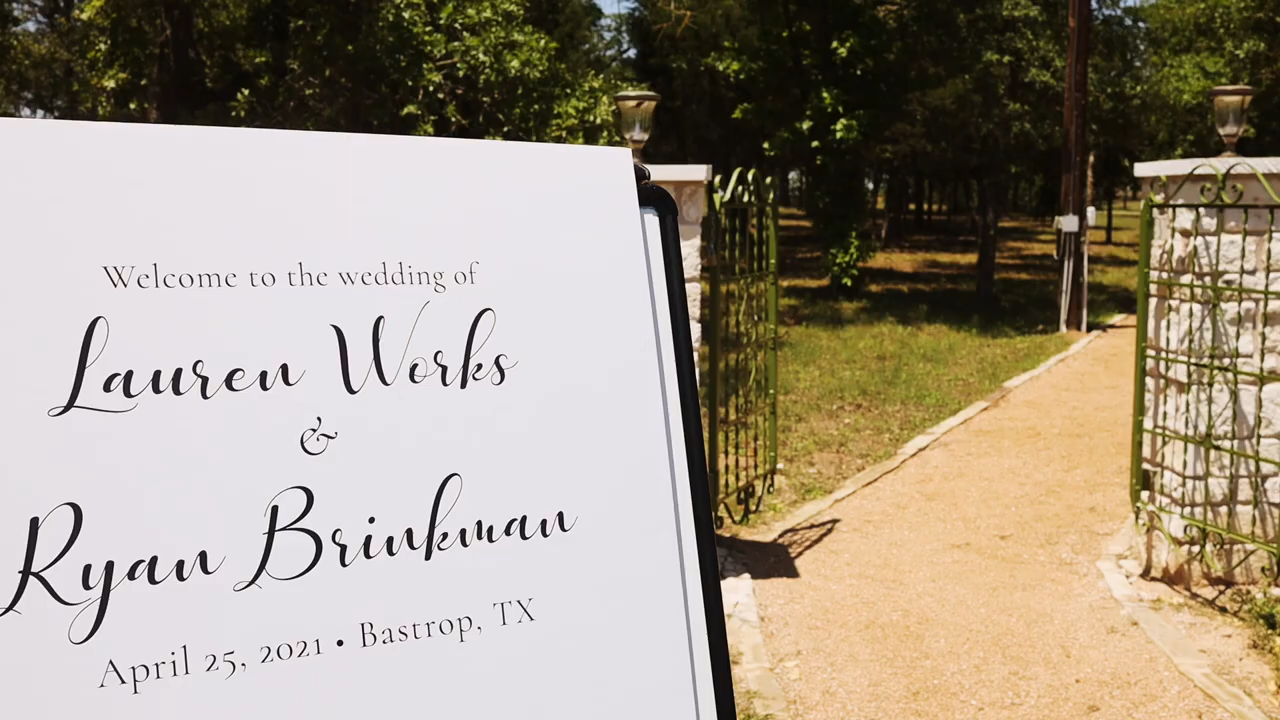 Welcome to the wedding of
Lauren Works
&
Ryan Brinkman
April 25, 2021 • Bastrop, TX